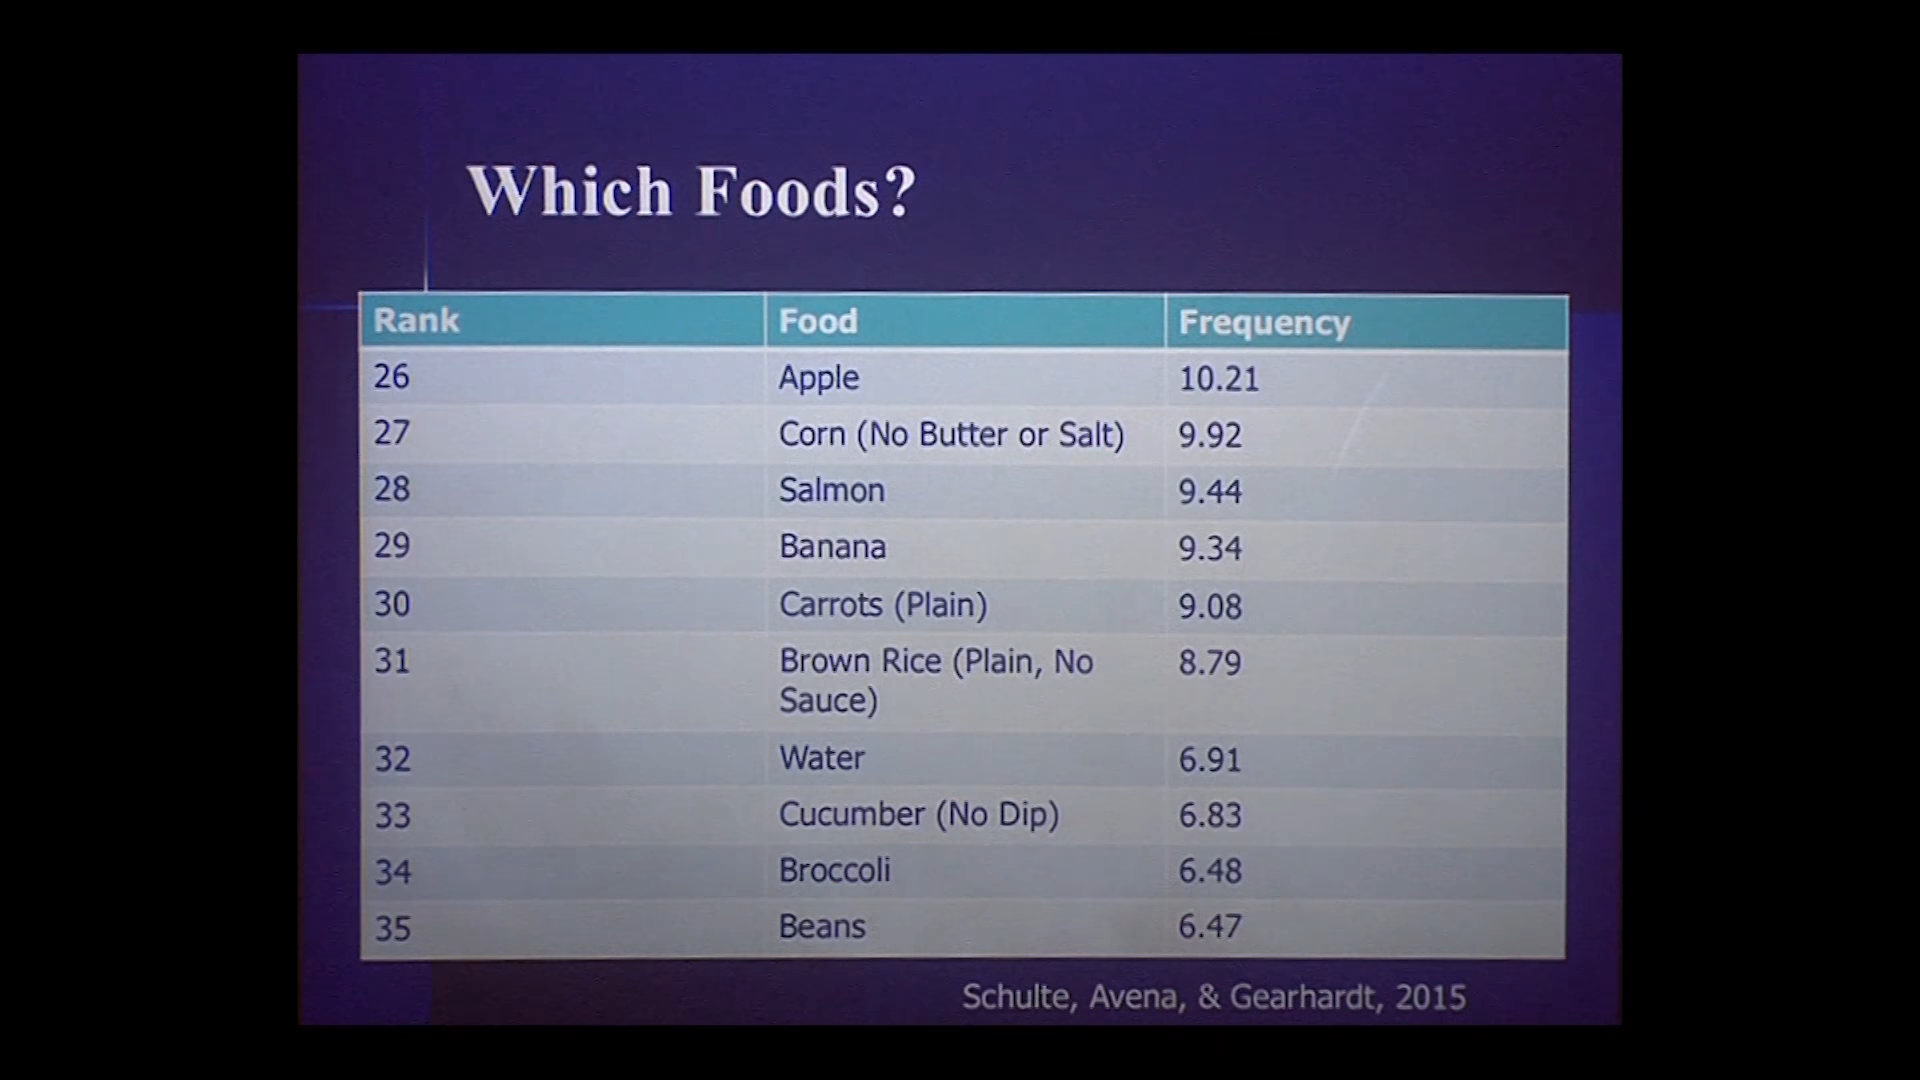 Which Foods?
Rank Food Frequency
26 Apple 10.21
27 Corn (No Butter or Salt) 9.92
28 Salmon 9.44
29 Banana 9.34
30 Carrots (Plain) 9.08
31 Brown Rice (Plain, No 8.79
Sauce)
32 Water 6.91
33 Cucumber (No Dip) 6.83
34 Broccoli 6.48
35 Beans 6.47
Schulte, Avena, & Gearhardt, 2015